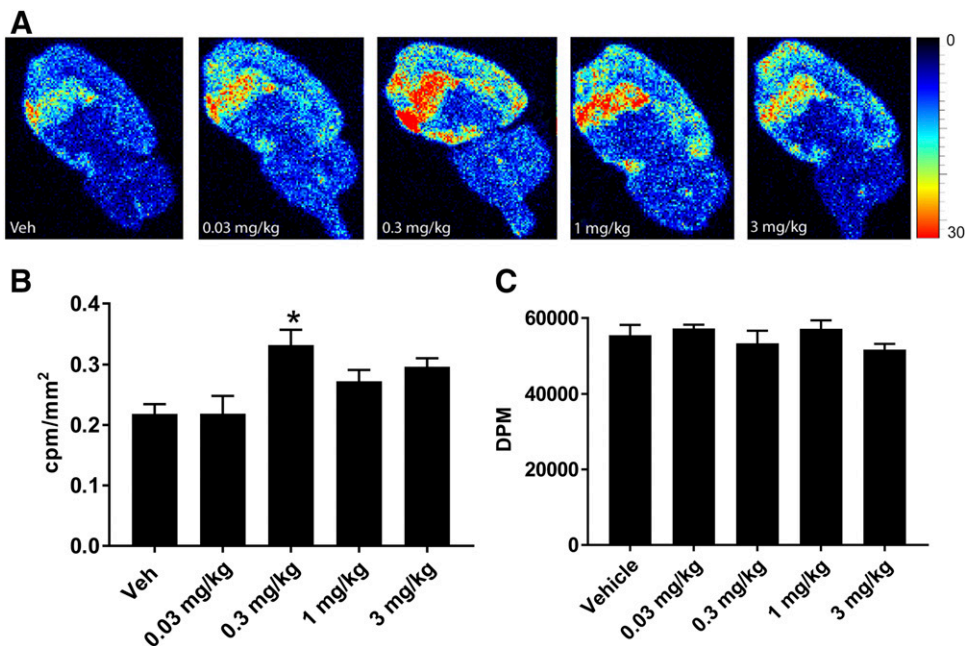 A
Veh
0.03 mg/kg
0.3 mg/kg
1 mg/kg
3 mg/kg
0
30
B
cpm/mm²
0.4
0.3
0.2
0.1
0.0
*
Veh
0.03 mg/kg
0.3 mg/kg
1 mg/kg
3 mg/kg
C
DPM
60000
40000
20000
0
Vehicle
0.03 mg/kg
0.3 mg/kg
1 mg/kg
3 mg/kg